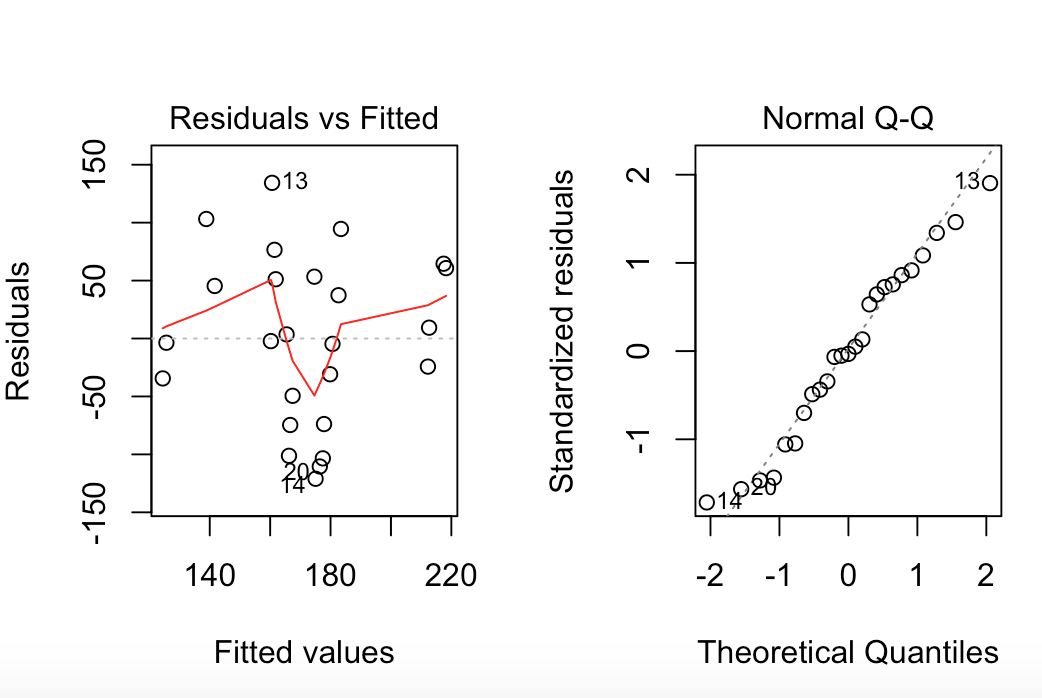 Residuals vs Fitted
Residuals
150
50
-50
-150
13
20
14
140 180 220
Fitted values
Normal Q-Q
Standardized residuals
2
1
0
-1
13
14 20
-2 -1 0 1 2
Theoretical Quantiles